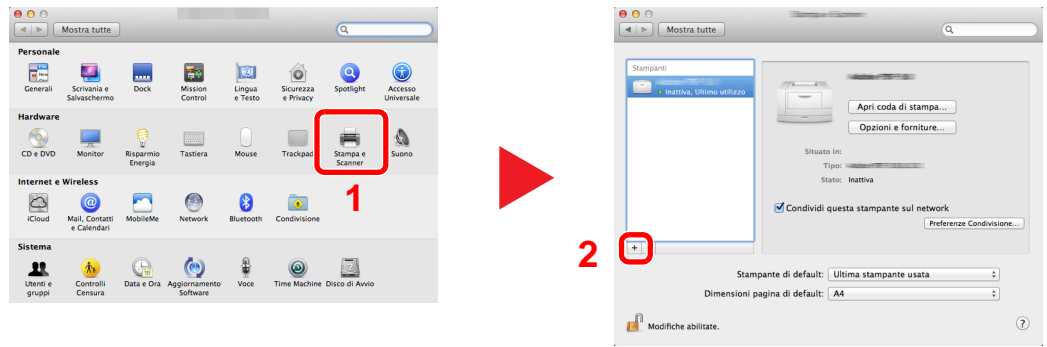 Mostra tutte
Personale
Generali
Scrivania e
Salvaschermo
Dock
Mission
Control
Lingua
e Testo
Sicurezza
e Privacy
Spotlight
Accesso
Universale
Hardware
CD e DVD
Monitor
Risparmio
Energia
Tastiera
Mouse
Trackpad
Stampa e
Scanner
Suono
1
Internet e Wireless
iCloud
Mail, Contatti
e Calendari
MobileMe
Network
Bluetooth
Condivisione
Sistema
Utenti e
gruppi
Controlli
Censura
Data e Ora
Aggiornamento
Software
Voce
Time Machine
Disco di Avvio
Mostra tutte
Stampanti
Inattiva, Ultimo utilizzo
Apri coda di stampa...
Opzioni e forniture...
Situato in:
Tipo:
Stato: Inattiva
Condividi questa stampante sul network
Preferenze Condivisione...
2
+
Stampante di default: Ultima stampante usata
Dimensioni pagina di default: A4
Modifiche abilitate.
?